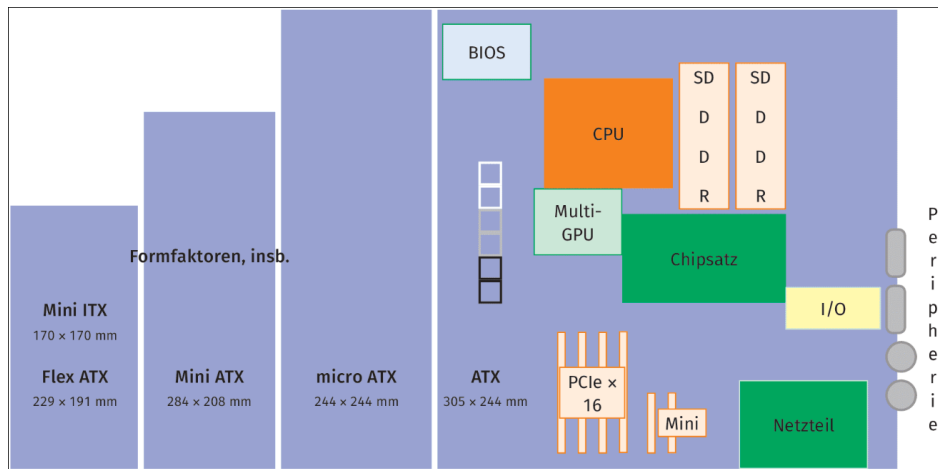 BIOS
CPU
SD
D
D
R
SD
D
D
R
Multi-
GPU
Chipsatz
I/O
Peripherie
Formfaktoren, insb.
Mini ITX
170 × 170 mm
Flex ATX
229 × 191 mm
Mini ATX
284 × 208 mm
micro ATX
244 × 244 mm
ATX
305 × 244 mm
PCIe ×
16
Mini
Netzteil